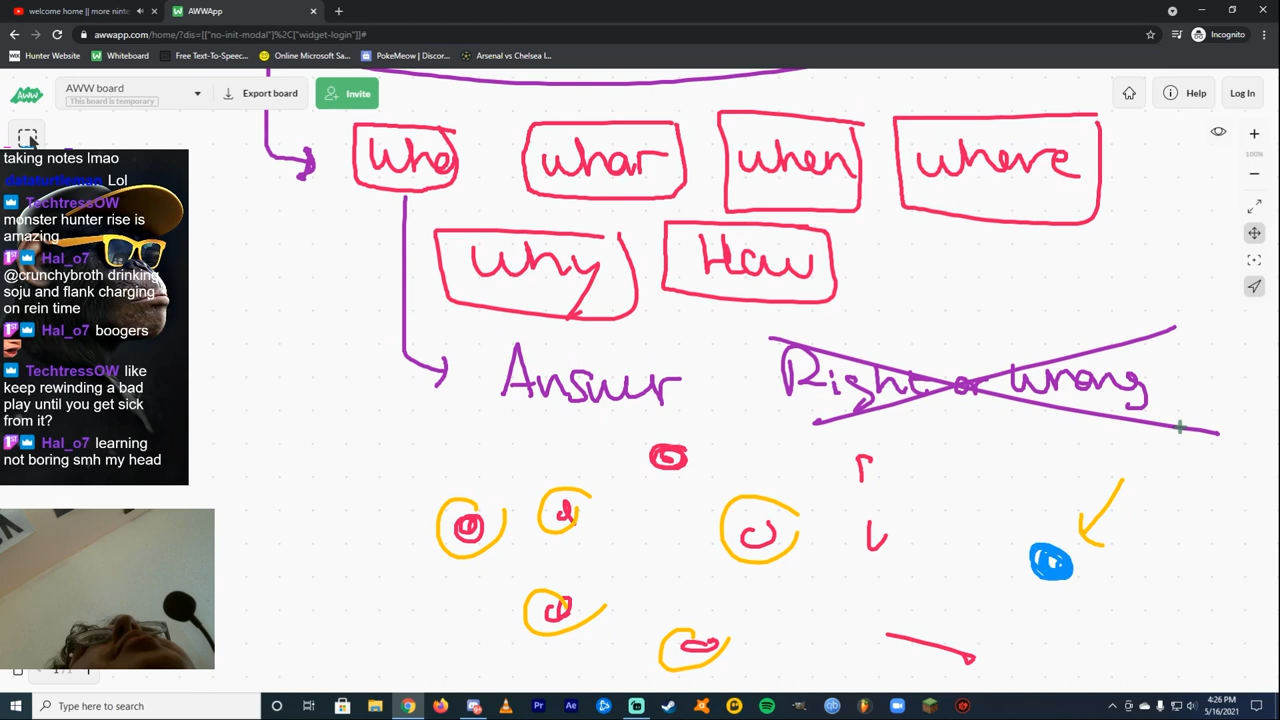 welcome home || more ninte
AWWApp
awwapp.com/home/?dis=[["no-init-modal"}%2C["widget-login"]]#
Incognito
Hunter Website
Whiteboard
Free Text-To-Speec...
Online Microsoft Sa...
PokeMeow | Discor...
Arsenal vs Chelsea l...
AWW
AWW board
This board is temporary
Export board
Invite
Help
Log In
100%
who
what
when
where
why
How
Answer
Right or wrong
taking notes lmao
Lol
TechtressOW
monster hunter rise is
amazing
Hal_o7
@crunchybroth drinking
soju and flank charging
on rein time
Hal_o7 boogers
TechtressOW like
keep rewinding a bad
play until you get sick
from it?
Hal_o7 learning
not boring smh my head
Type here to search
4:26 PM
5/16/2021